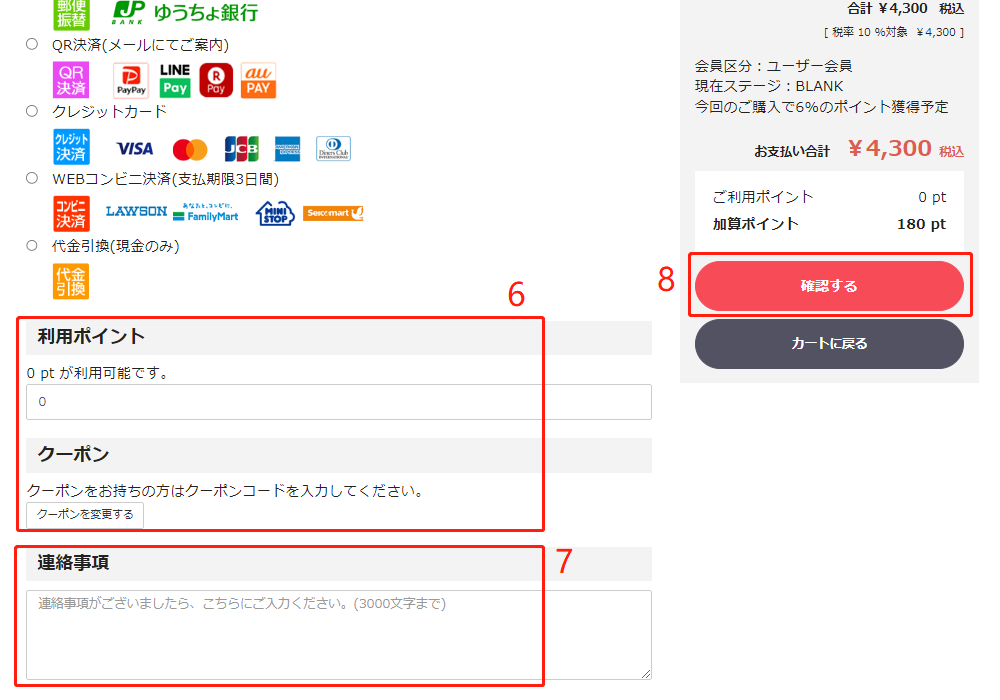 郵便
振替
JP
BANK
ゆうちょ銀行
QR決済(メールにてご案内)
QR
決済
PayPay
LINE
Pay
R
Pay
au
PAY
クレジットカード
クレジット
決済
VISA
JCB
AMERICAN
EXPRESS
Diners Club
INTERNATIONAL
WEBコンビニ決済(支払期限3日間)
コンビニ
決済
LAWSON
あなたと、コンビに、
FamilyMart
MINI
STOP
Seicomart
代金引換(現金のみ)
代金
引換
6
利用ポイント
0 pt が利用可能です。
0
クーポン
クーポンをお持ちの方はクーポンコードを入力してください。
クーポンを変更する
7
連絡事項
連絡事項がございましたら、こちらにご入力ください。(3000文字まで)
合計 ¥4,300 税込
[ 税率 10 %対象 ¥4,300 ]
会員区分：ユーザー会員
現在ステージ：BLANK
今回のご購入で6%のポイント獲得予定
お支払い合計 ¥4,300 税込
ご利用ポイント 0 pt
加算ポイント 180 pt
8
確認する
カートに戻る